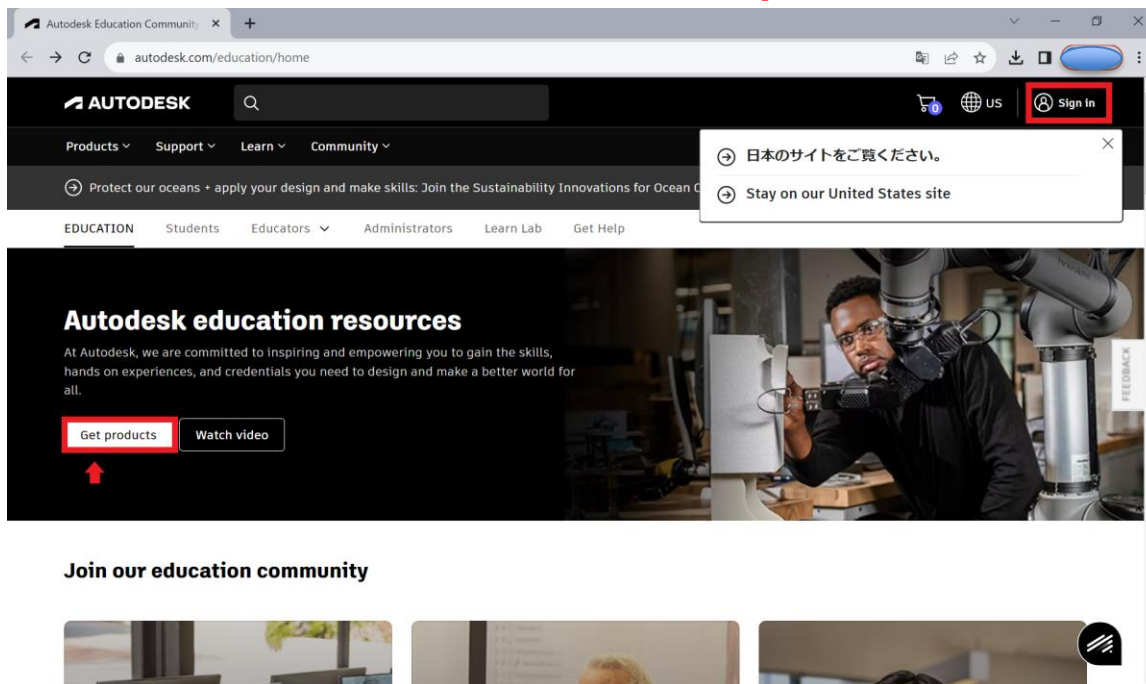 Autodesk Education Community
autodesk.com/education/home
AUTODESK
0
US
Sign in
Products
Support
Learn
Community
日本のサイトをご覧ください。
Stay on our United States site
Protect our oceans + apply your design and make skills: Join the Sustainability Innovations for Ocean
EDUCATION
Students
Educators
Administrators
Learn Lab
Get Help
Autodesk education resources
At Autodesk, we are committed to inspiring and empowering you to gain the skills,
hands on experiences, and credentials you need to design and make a better world for
all.
Get products
Watch video
FEEDBACK
Join our education community